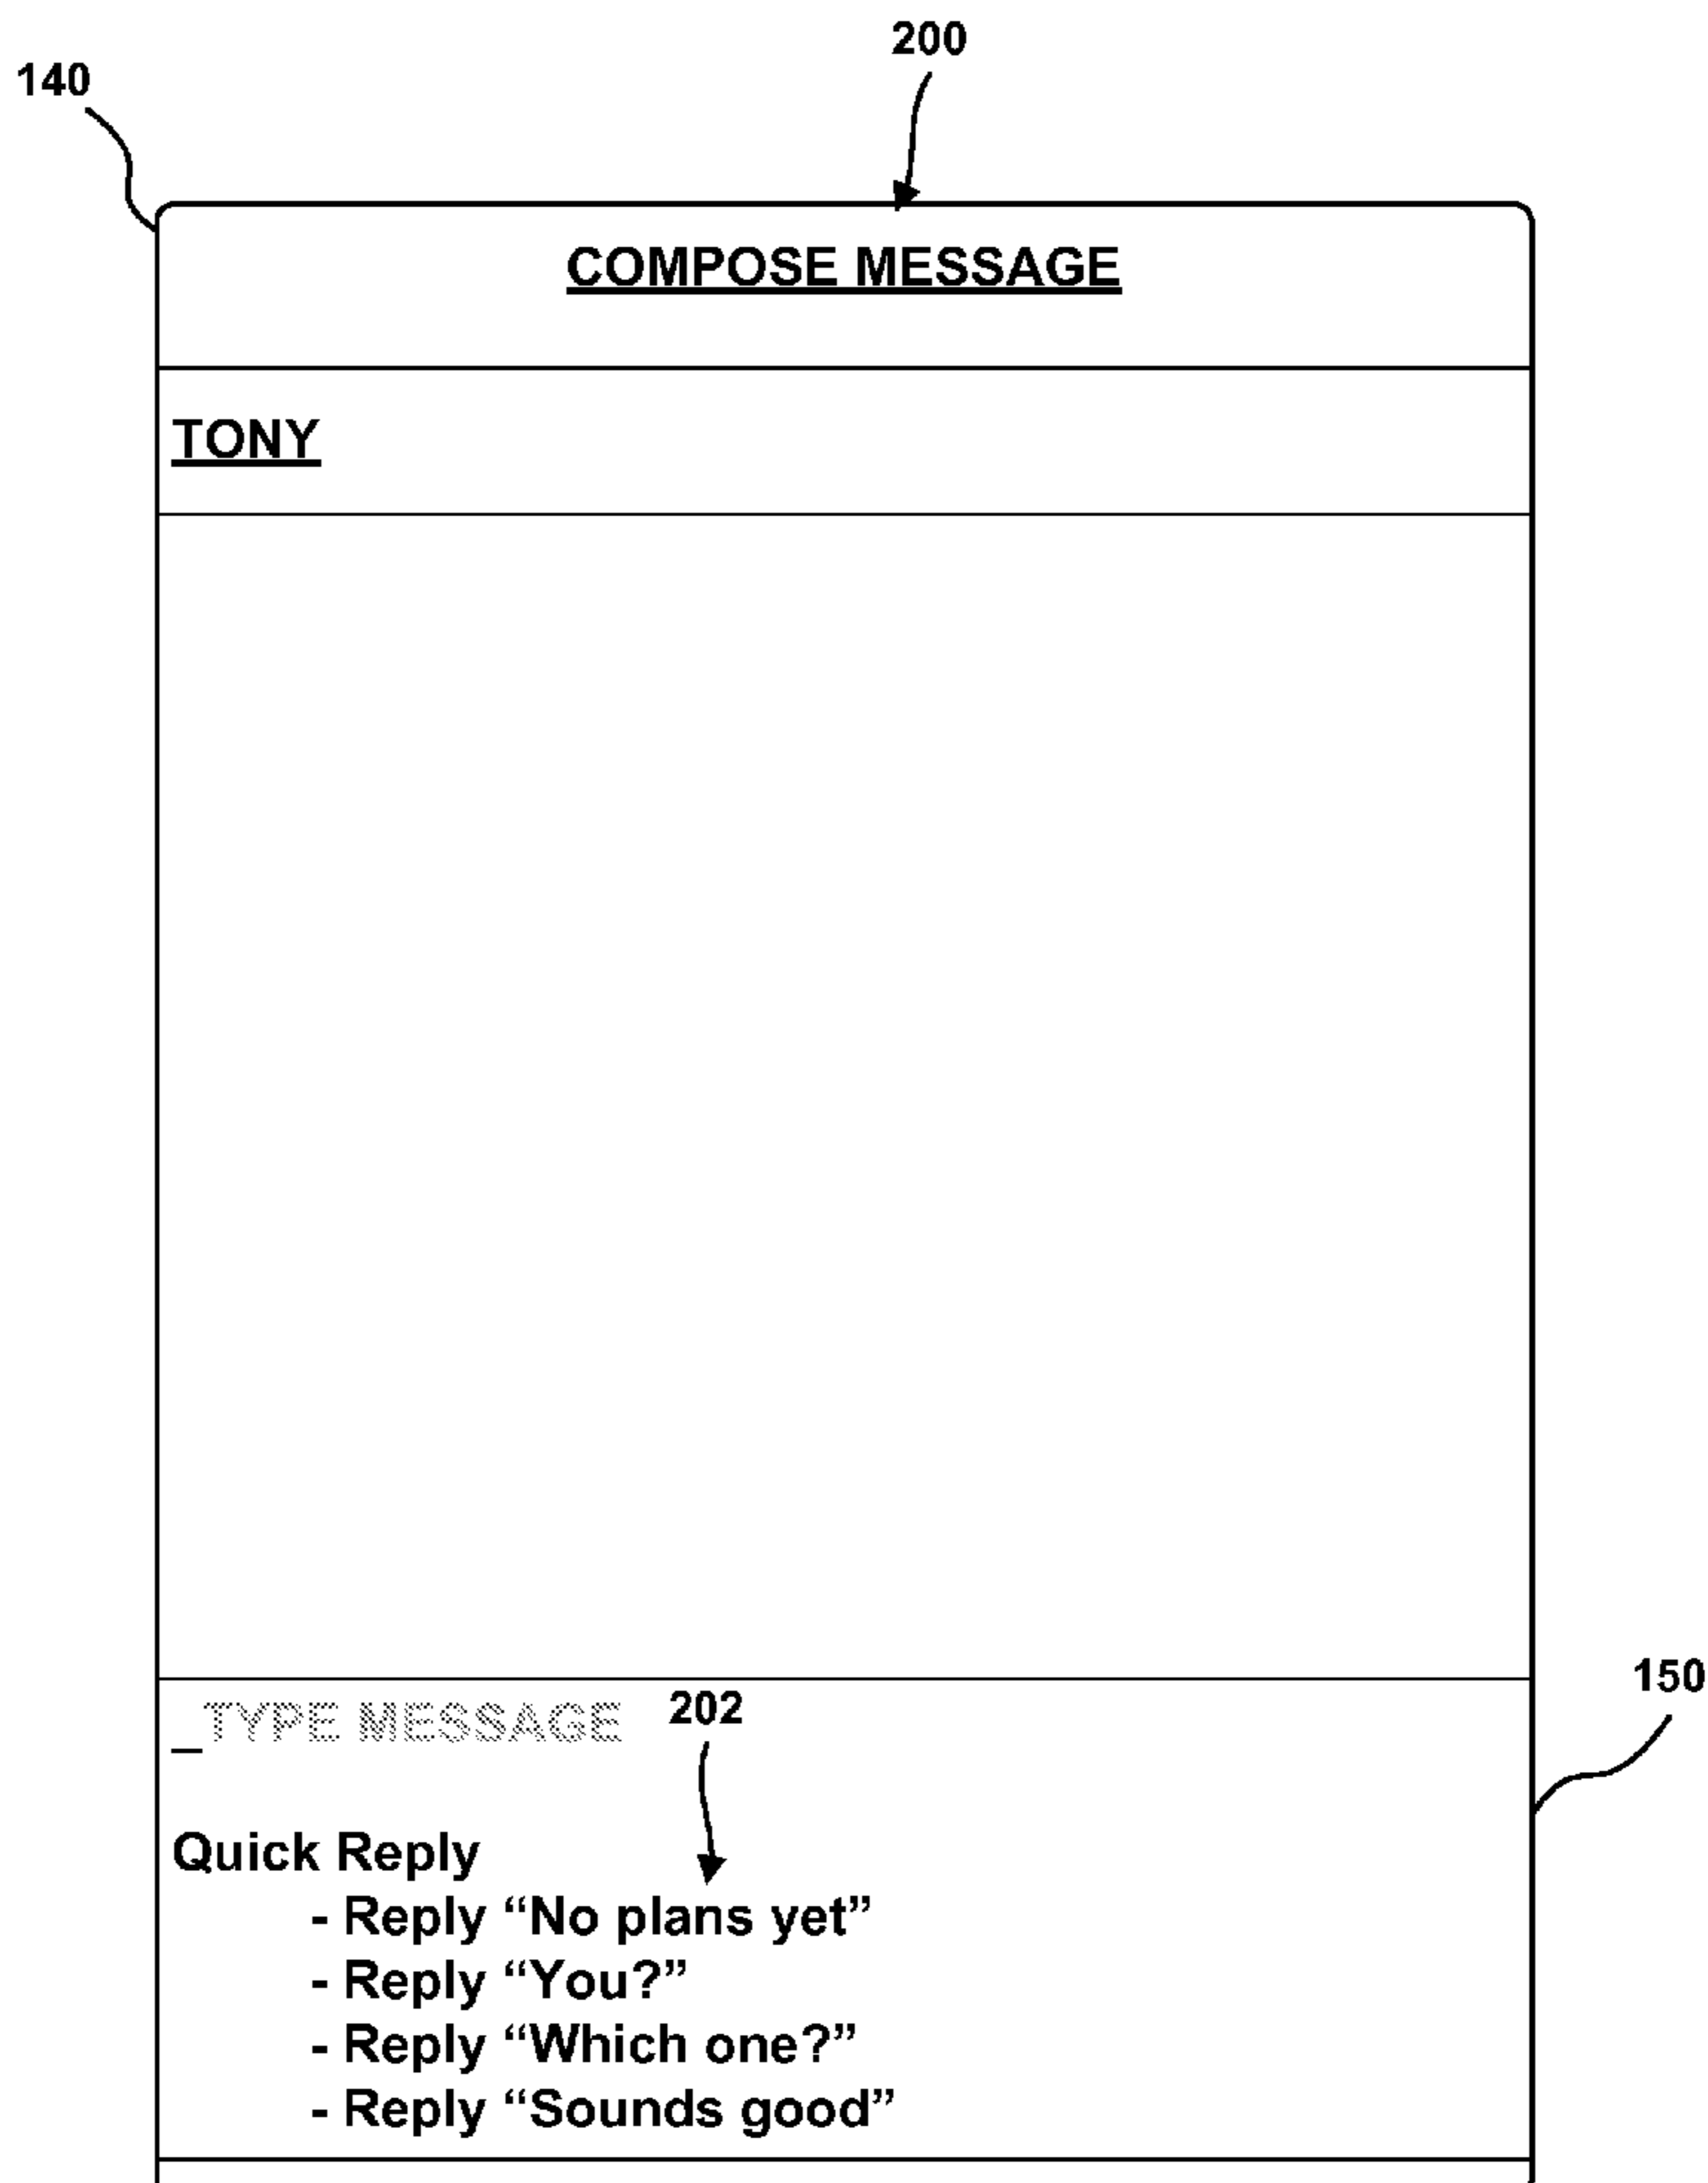 200
140
COMPOSE MESSAGE
TONY
150
_TYPE MESSAGE
202
Quick Reply
- Reply “No plans yet”
- Reply “You?”
- Reply “Which one?”
- Reply “Sounds good”